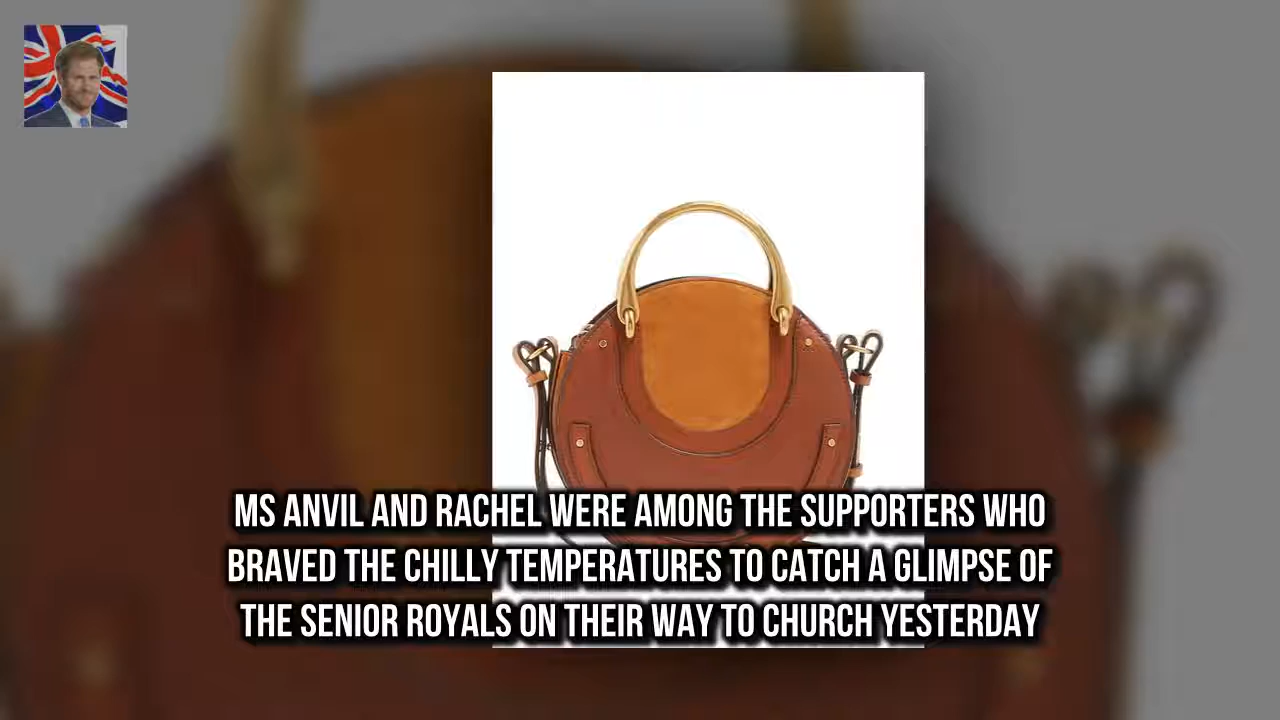 MS ANVIL AND RACHEL WERE AMONG THE SUPPORTERS WHO
BRAVED THE CHILLY TEMPERATURES TO CATCH A GLIMPSE OF
THE SENIOR ROYALS ON THEIR WAY TO CHURCH YESTERDAY